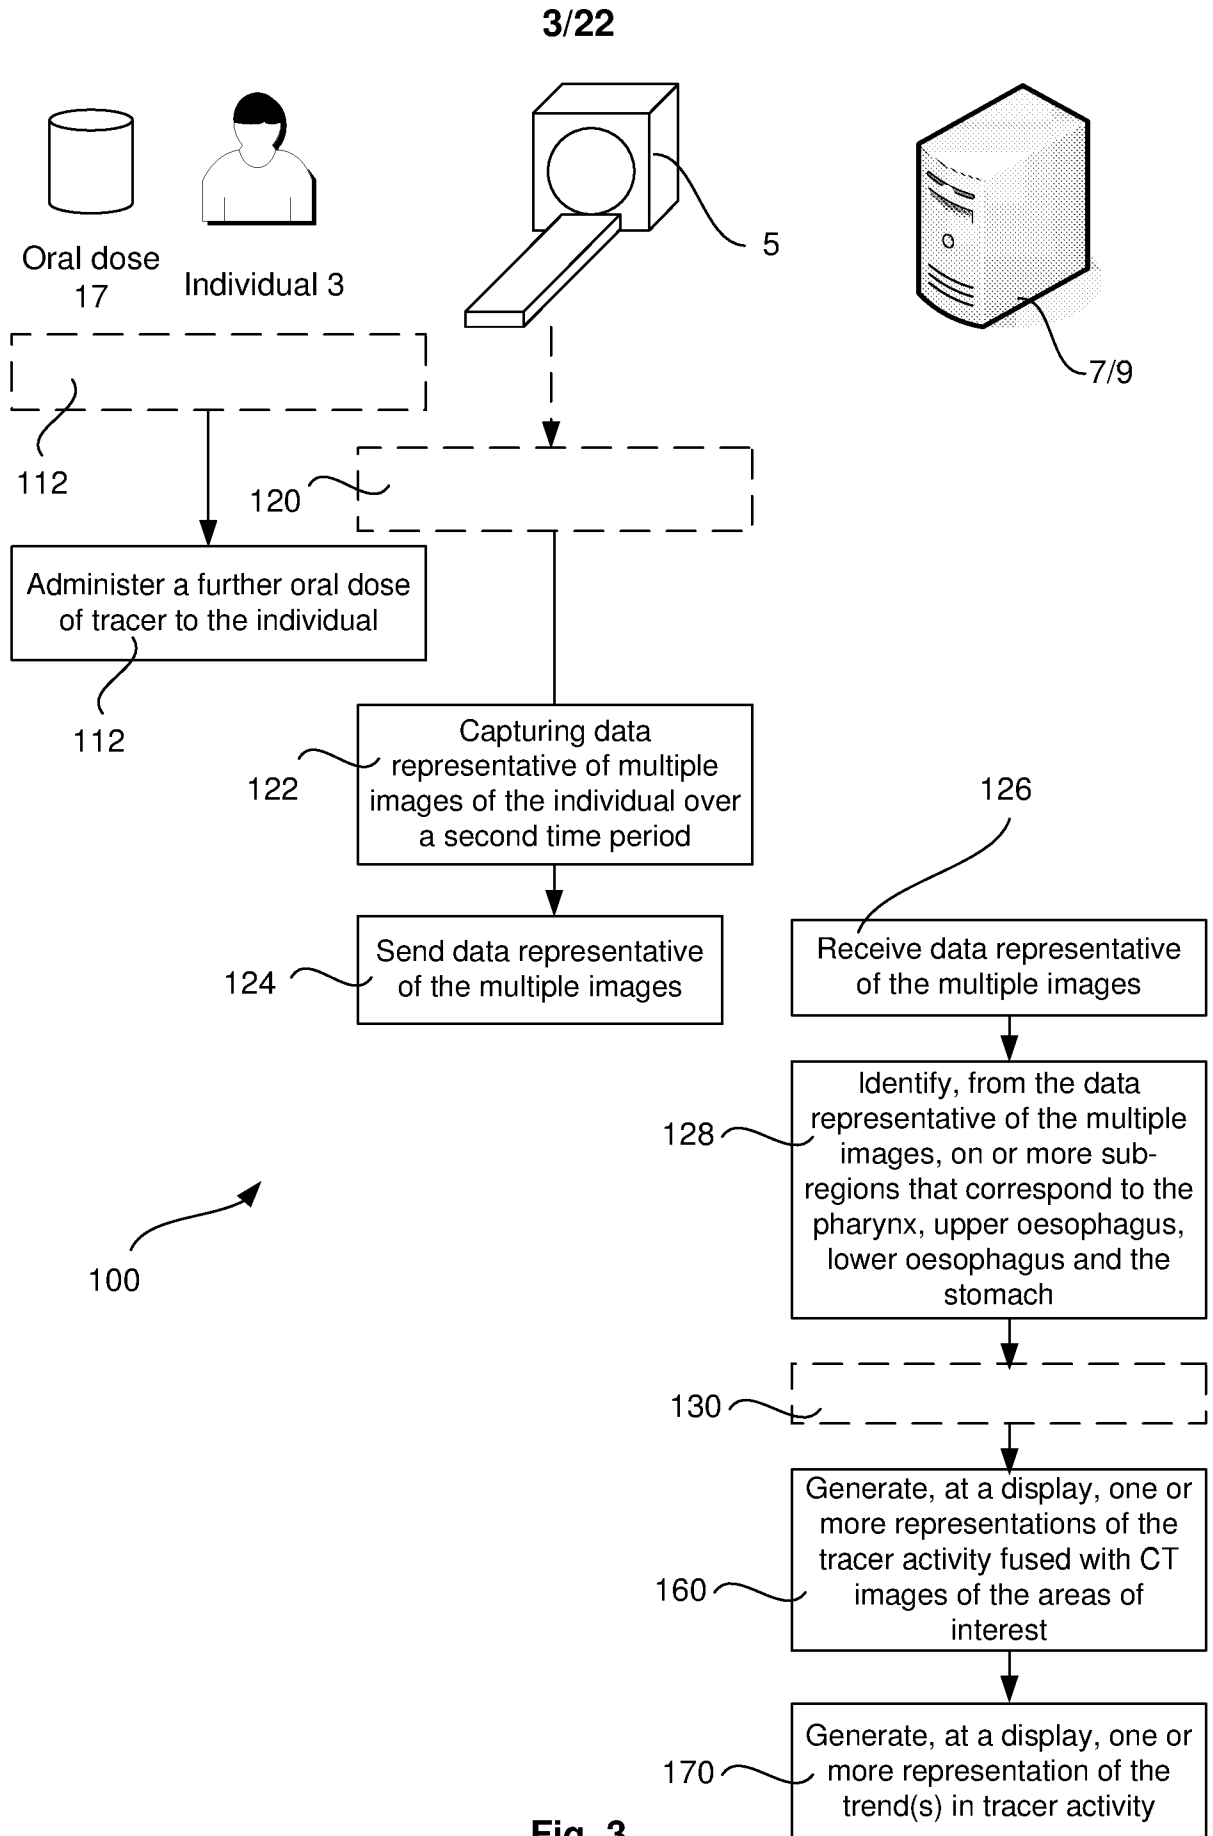 3/22
Oral dose
17
Individual 3
5
7/9
112
120
Administer a further oral dose
of tracer to the individual
112
Capturing data
representative of multiple
images of the individual over
a second time period
122
126
Send data representative
of the multiple images
124
Receive data representative
of the multiple images
Identify, from the data
representative of the multiple
images, on or more sub-
regions that correspond to the
pharynx, upper oesophagus,
lower oesophagus and the
stomach
128
100
130
Generate, at a display, one or
more representations of the
tracer activity fused with CT
images of the areas of
interest
160
Generate, at a display, one or
more representation of the
trend(s) in tracer activity
170
Fig. 3